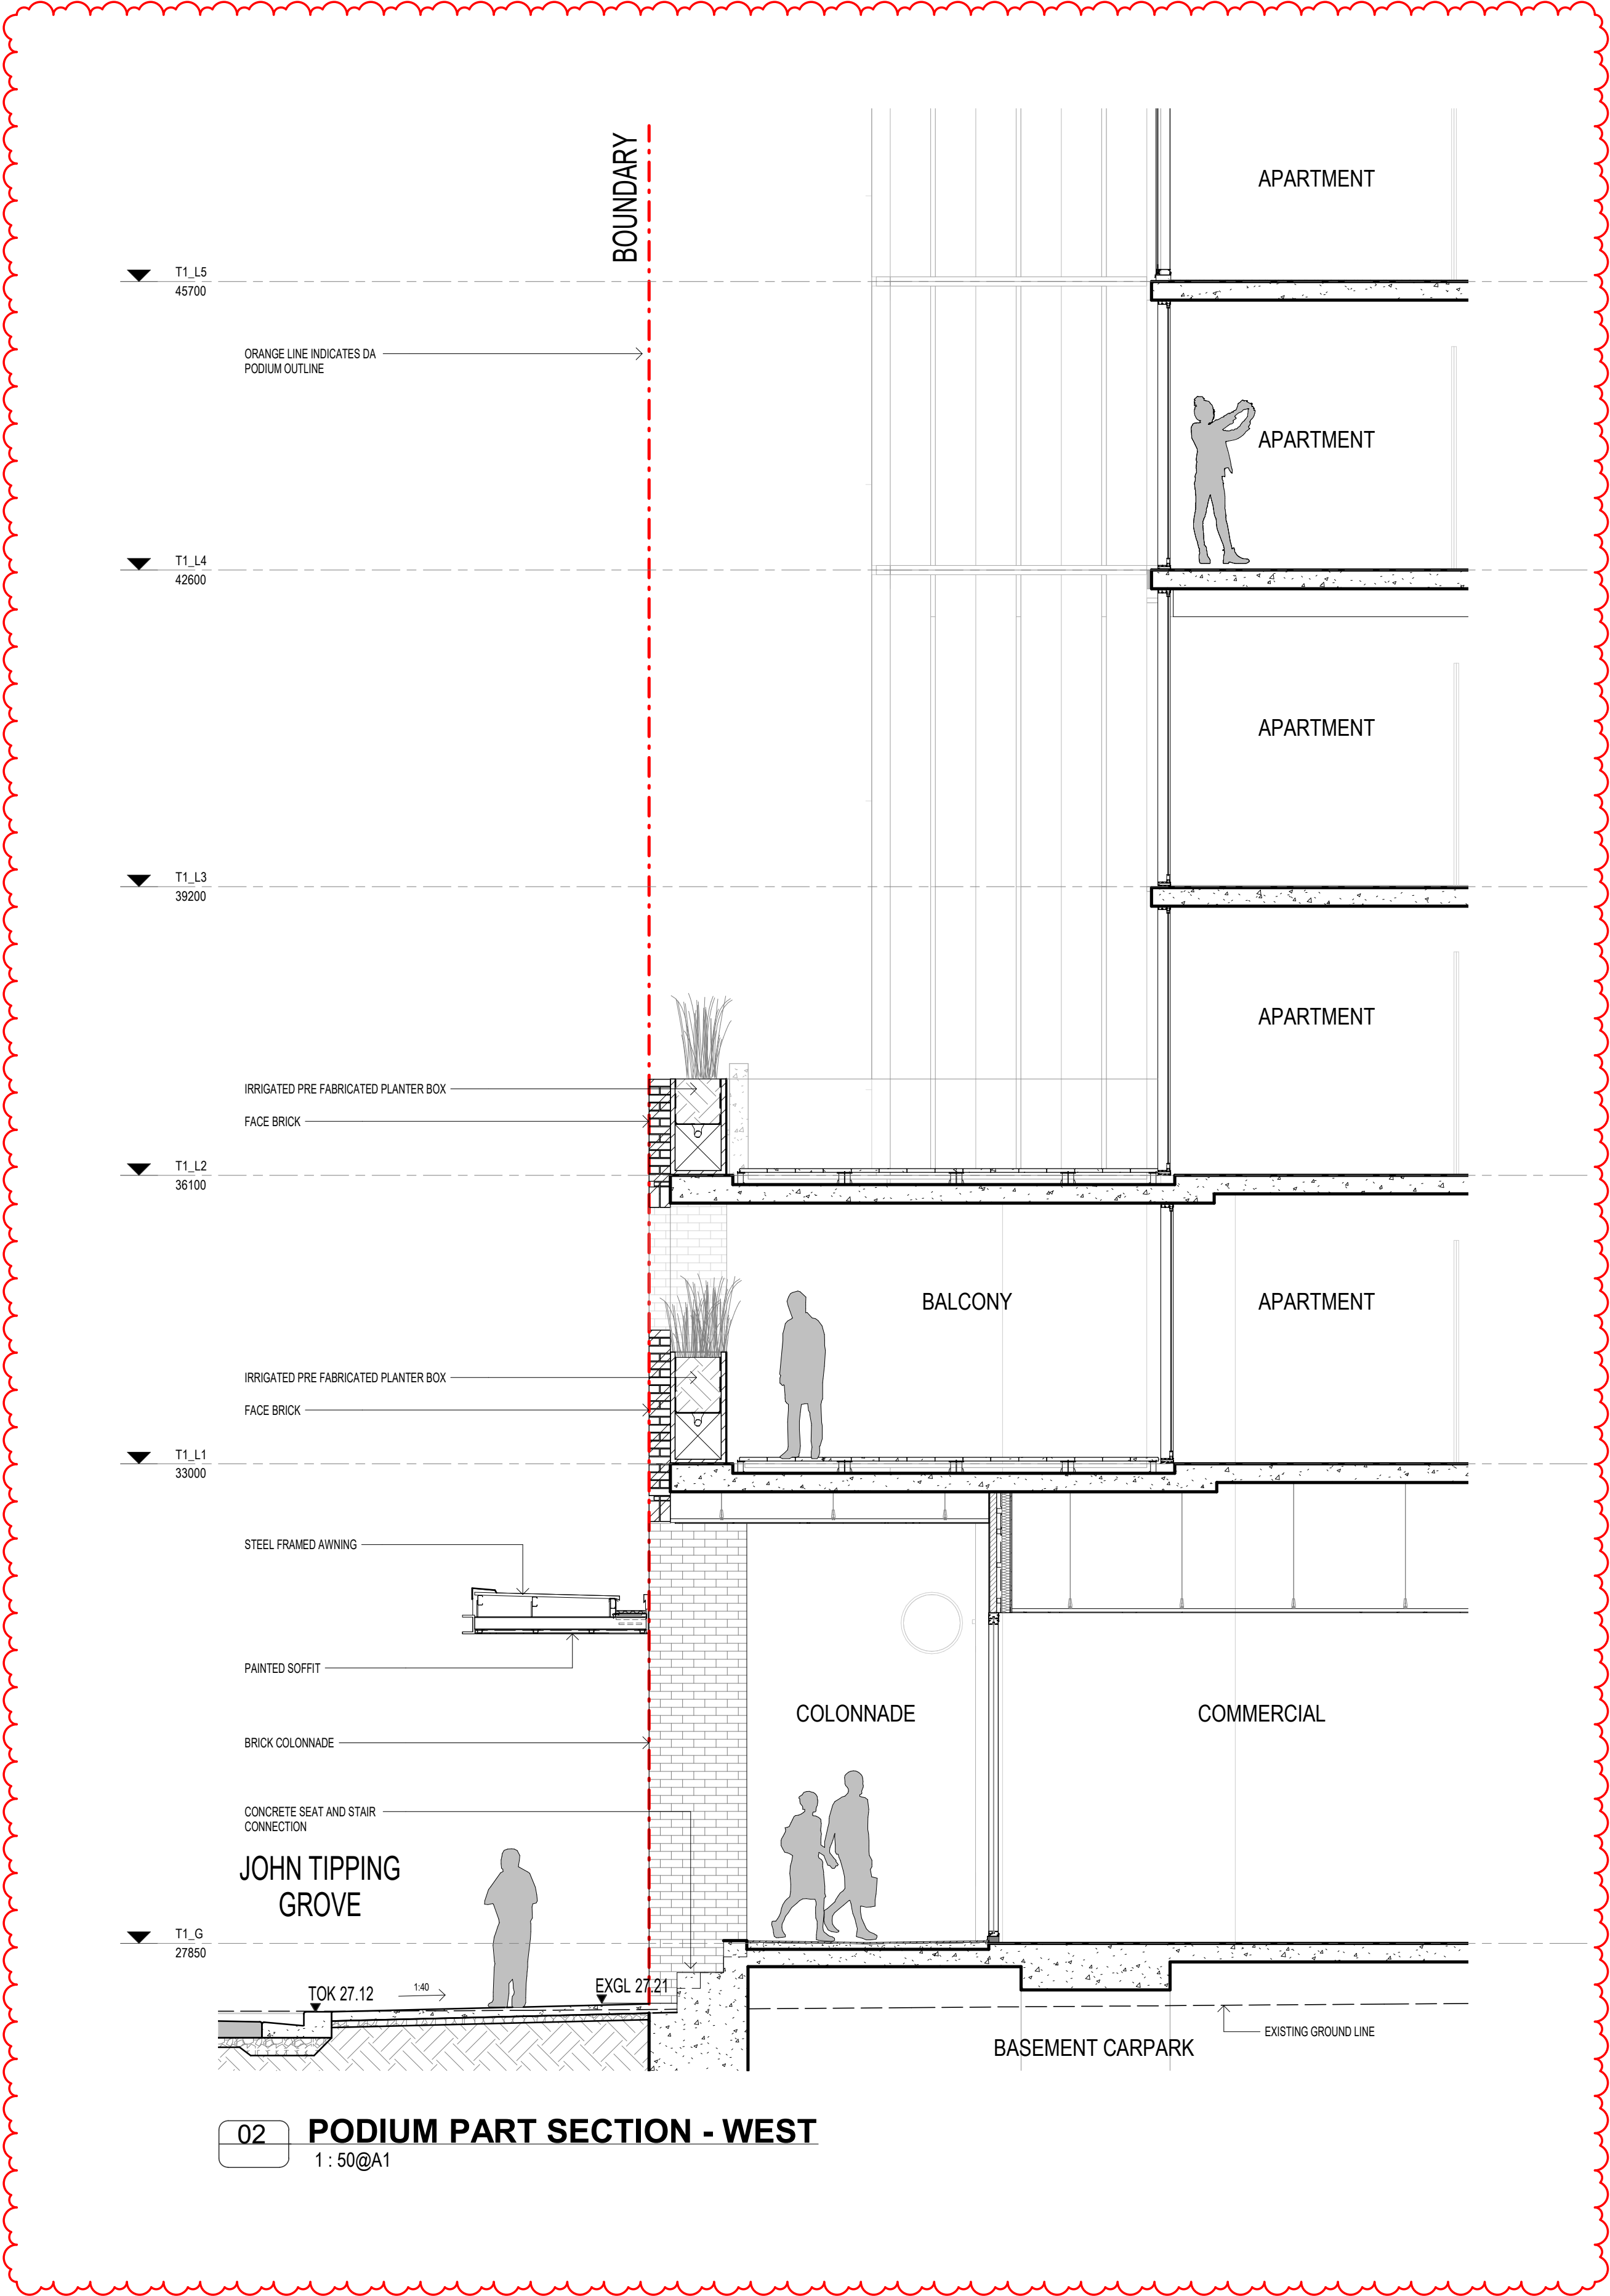 BOUNDARY
APARTMENT
T1_L5
45700
ORANGE LINE INDICATES DA
PODIUM OUTLINE
APARTMENT
T1_L4
42600
APARTMENT
T1_L3
39200
APARTMENT
IRRIGATED PRE FABRICATED PLANTER BOX
FACE BRICK
T1_L2
36100
BALCONY
APARTMENT
IRRIGATED PRE FABRICATED PLANTER BOX
FACE BRICK
T1_L1
33000
STEEL FRAMED AWNING
PAINTED SOFFIT
COLONNADE
COMMERCIAL
BRICK COLONNADE
CONCRETE SEAT AND STAIR
CONNECTION
JOHN TIPPING
GROVE
T1_G
27850
TOK 27.12
1:40
EXGL 27.21
EXISTING GROUND LINE
BASEMENT CARPARK
02
PODIUM PART SECTION - WEST
1 : 50@A1